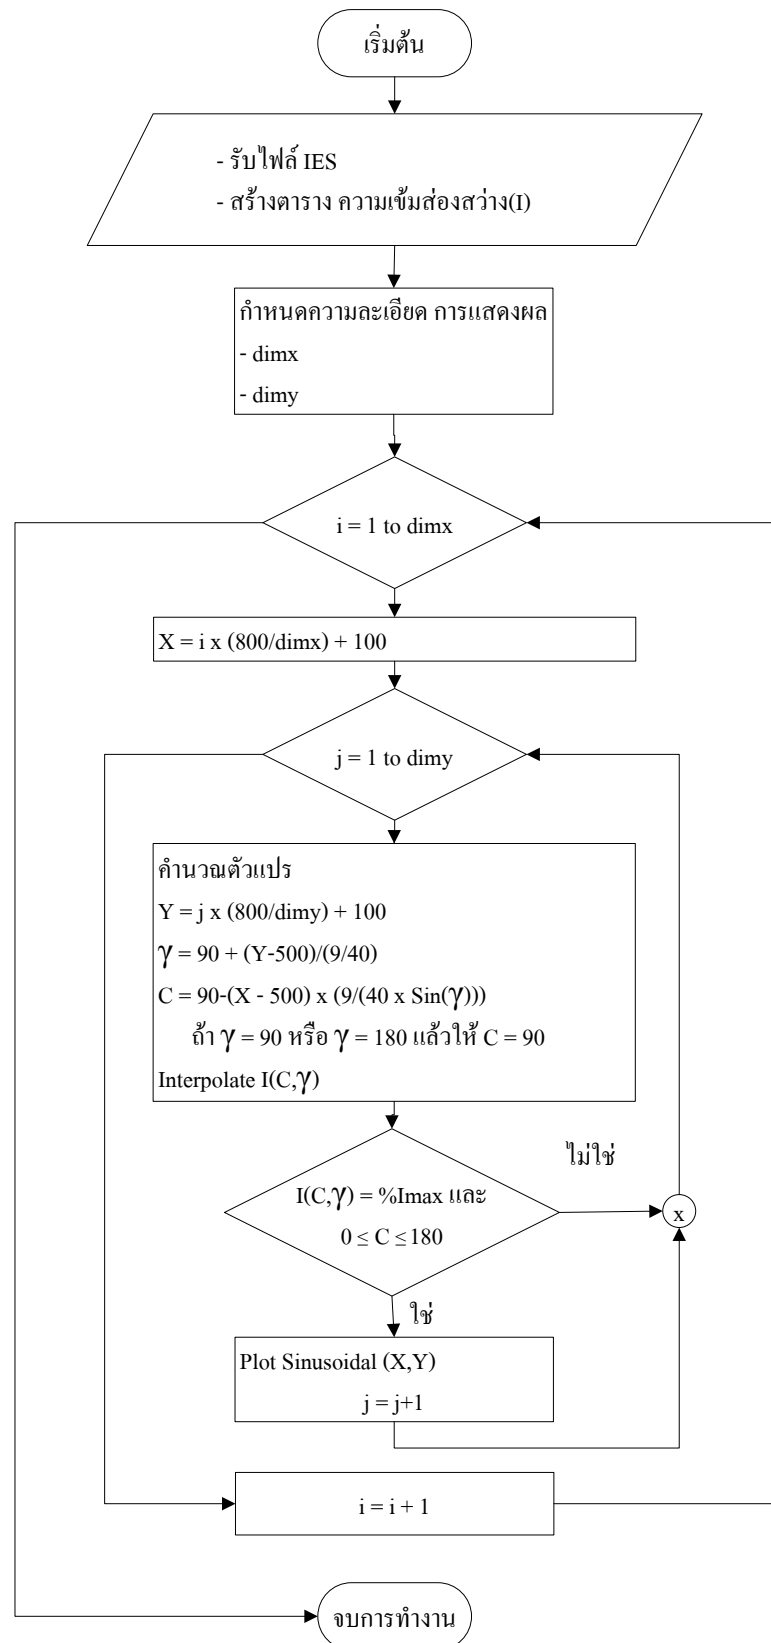 เริ่มต้น
- รับไฟล์ IES
- สร้างตาราง ความเข้มส่องสว่าง(I)
กำหนดความละเอียด การแสดงผล
- dimx
- dimy
i = 1 to dimx
X = i x (800/dimx) + 100
j = 1 to dimy
คำนวณตัวแปร
Y = j x (800/dimy) + 100
γ = 90 + (Y-500)/(9/40)
C = 90-(X - 500) x (9/(40 x Sin(γ)))
ถ้า γ = 90 หรือ γ = 180 แล้วให้ C = 90
Interpolate I(C,γ)
ไม่ใช่
I(C,γ) = %Imax และ
0 ≤ C ≤ 180
x
ใช่
Plot Sinusoidal (X,Y)
j = j+1
i = i + 1
จบการทำงาน